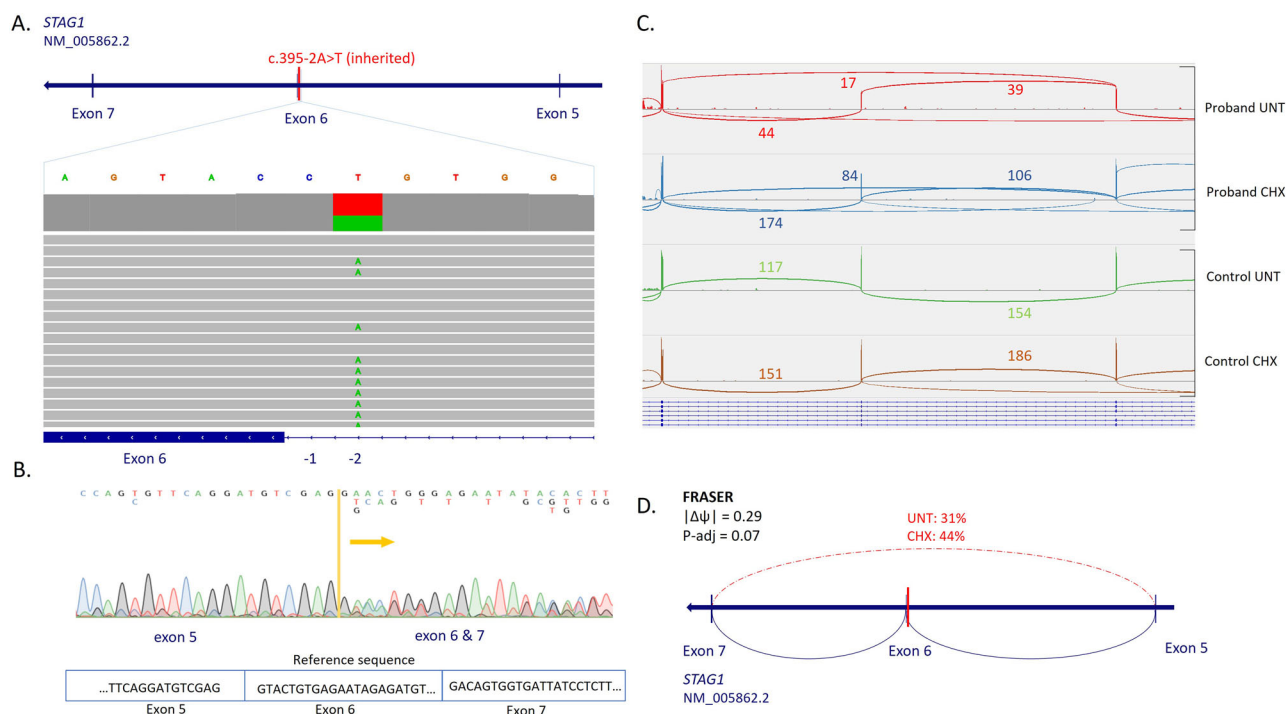 A.
STAG1
NM_005862.2
c.395-2A>T (inherited)
Exon 7
Exon 6
Exon 5
A G T A C C T G T G G
A
A
A
A
A
A
A
A
A
A
Exon 6
-1
-2
B.
CCAGTGTTCAGGATGTCGAGGAACTGGGAGAATATACACTT
C TCAG T T T GCGTTGG
G TG
exon 5
exon 6 & 7
Reference sequence
...TTCAGGATGTCGAG
GTACTGTGAGAATAGAGATGT...
GACAGTGGTGATTATCCTCTT...
Exon 5
Exon 6
Exon 7
C.
17
39
44
Proband UNT
84
106
174
Proband CHX
117
154
Control UNT
151
186
Control CHX
D.
FRASER
|Δψ| = 0.29
P-adj = 0.07
UNT: 31%
CHX: 44%
Exon 7
Exon 6
Exon 5
STAG1
NM_005862.2